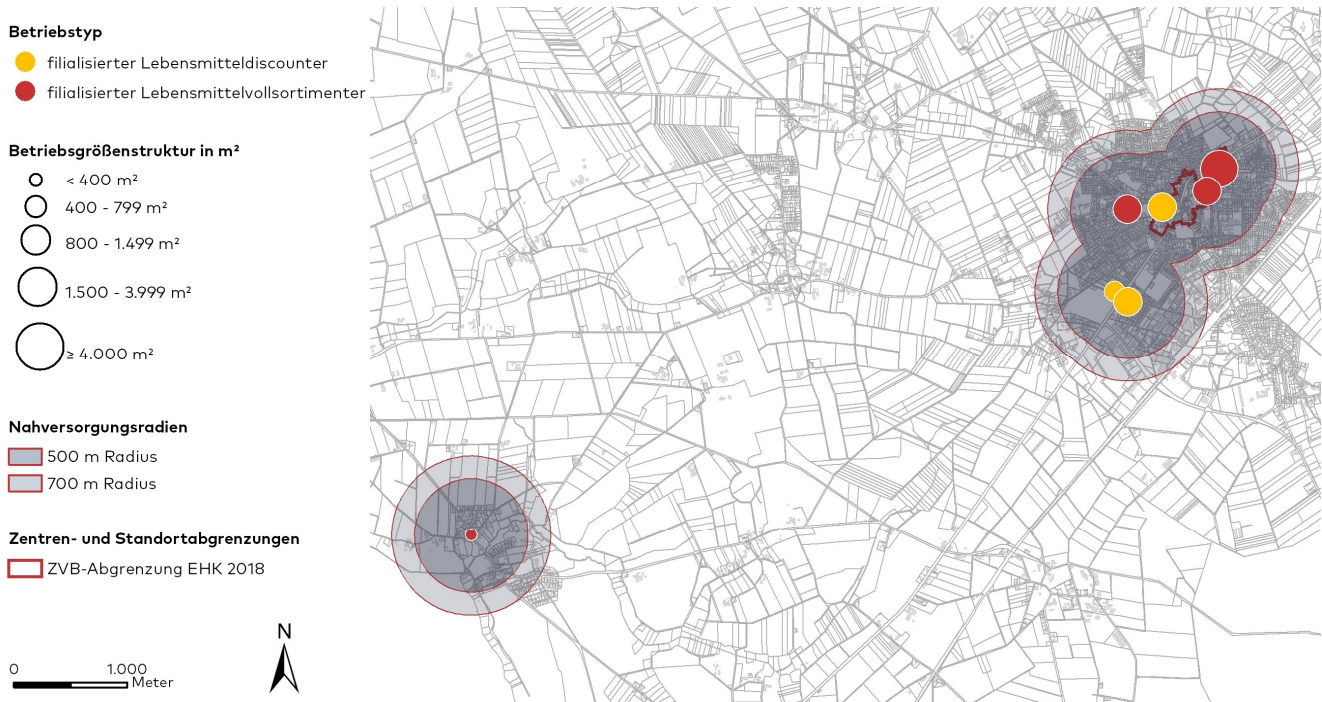 Betriebstyp
filialisierter Lebensmitteldiscounter
filialisierter Lebensmittelvollsortimenter
Betriebsgrößenstruktur in m²
< 400 m²
400 - 799 m²
800 - 1.499 m²
1.500 - 3.999 m²
≥ 4.000 m²
Nahversorgungsradien
500 m Radius
700 m Radius
Zentren- und Standortabgrenzungen
ZVB-Abgrenzung EHK 2018
N
0 1.000
Meter